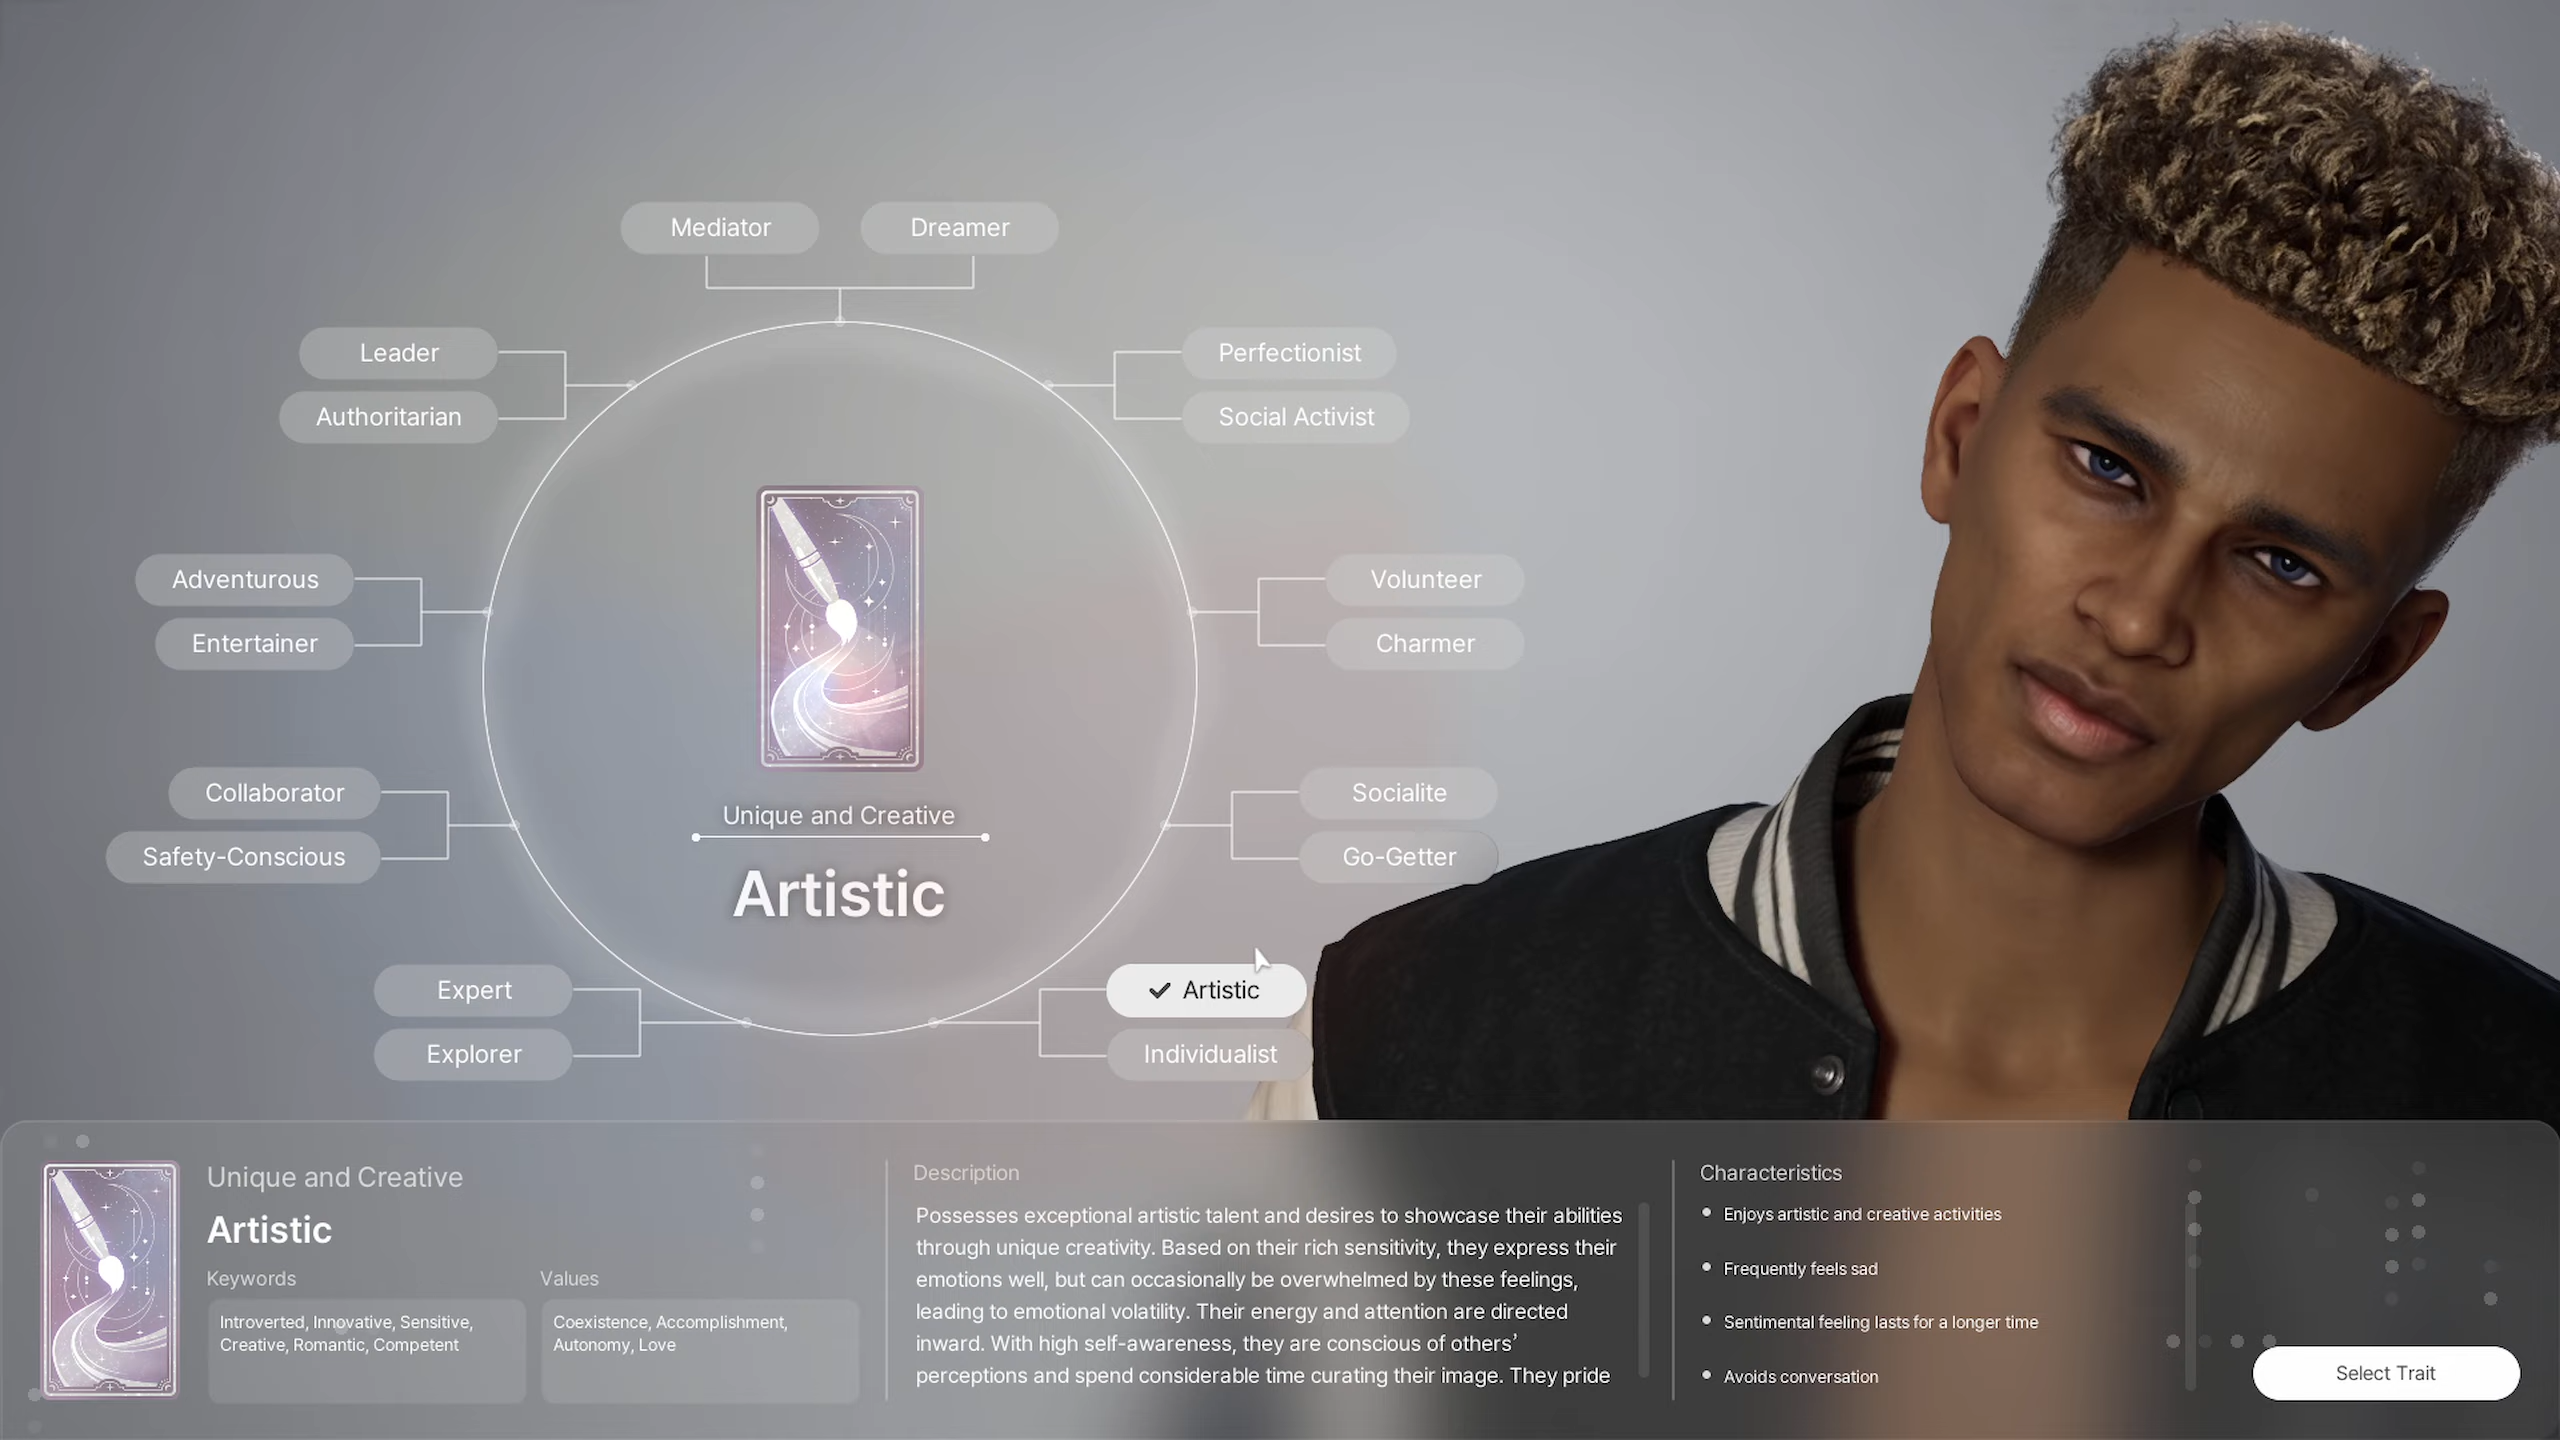 Mediator
Dreamer
Leader
Authoritarian
Perfectionist
Social Activist
Adventurous
Entertainer
Volunteer
Charmer
Collaborator
Safety-Conscious
Socialite
Go-Getter
Unique and Creative
Artistic
Expert
Explorer
Artistic
Individualist
Unique and Creative
Artistic
Keywords
Introverted, Innovative, Sensitive,
Creative, Romantic, Competent
Values
Coexistence, Accomplishment,
Autonomy, Love
Description
Possesses exceptional artistic talent and desires to showcase their abilities
through unique creativity. Based on their rich sensitivity, they express their
emotions well, but can occasionally be overwhelmed by these feelings,
leading to emotional volatility. Their energy and attention are directed
inward. With high self-awareness, they are conscious of others’
perceptions and spend considerable time curating their image. They pride
Characteristics
Enjoys artistic and creative activities
Frequently feels sad
Sentimental feeling lasts for a longer time
Avoids conversation
Select Trait